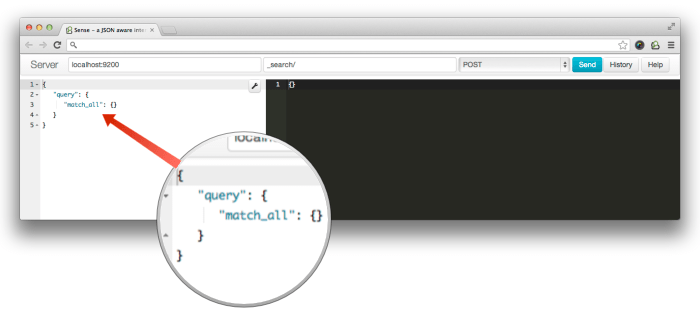 Sense – a JSON aware inte
Server
localhost:9200
_search/
POST
Send
History
Help
1 {
2 "query": {
3 "match_all": {}
4 }
5 }
1 {}
{
"query": {
"match_all": {}
}
}